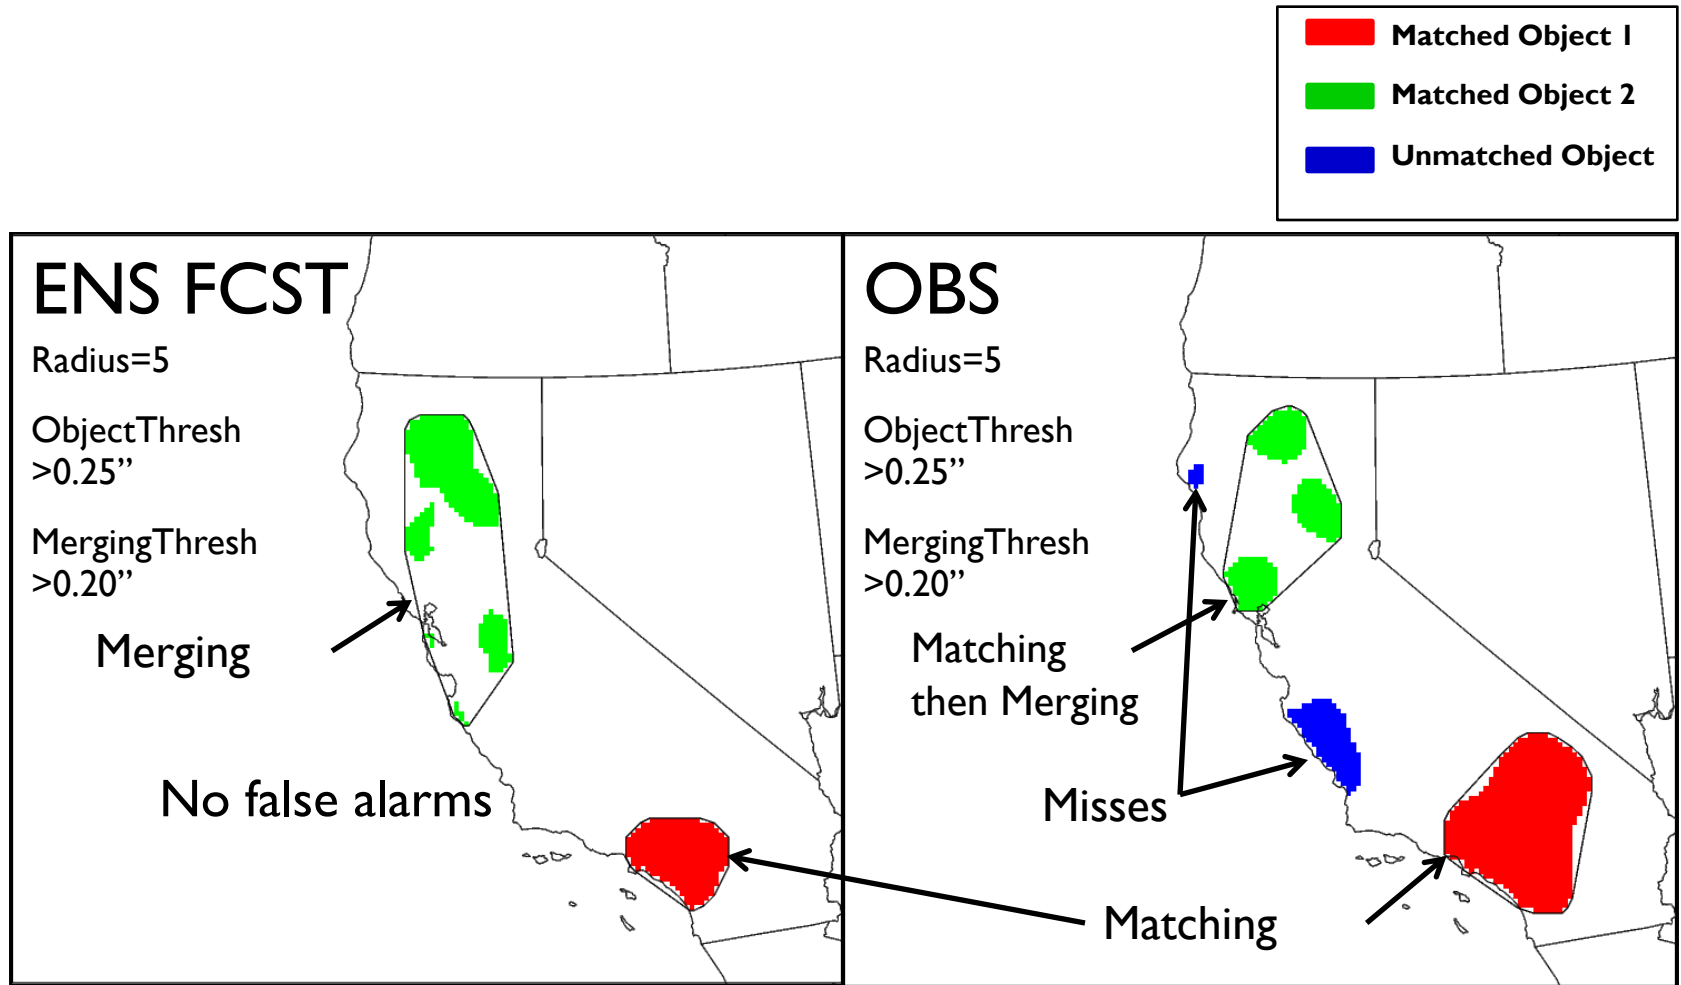 Matched Object 1
Matched Object 2
Unmatched Object
ENS FCST
Radius=5
ObjectThresh
>0.25”
MergingThresh
>0.20”
Merging
No false alarms
OBS
Radius=5
ObjectThresh
>0.25”
MergingThresh
>0.20”
Matching
then Merging
Misses
Matching